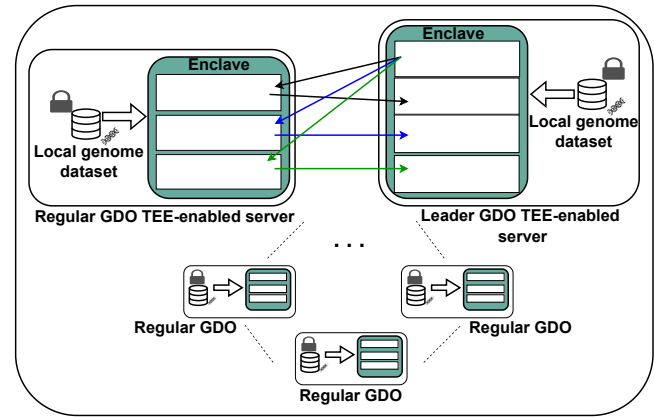 Enclave
Enclave
Local genome
dataset
Local genome
dataset
Regular GDO TEE-enabled server
Leader GDO TEE-enabled
server
. . .
Regular GDO
Regular GDO
Regular GDO